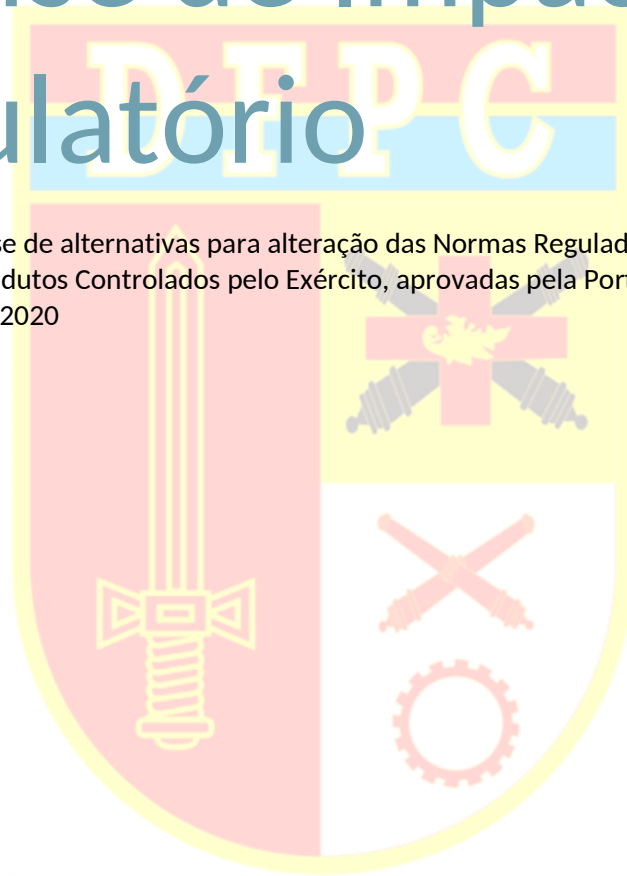 ulatório
DFPC
se de alternativas para alteração das Normas Regulad
dutos Controlados pelo Exército, aprovadas pela Port
2020